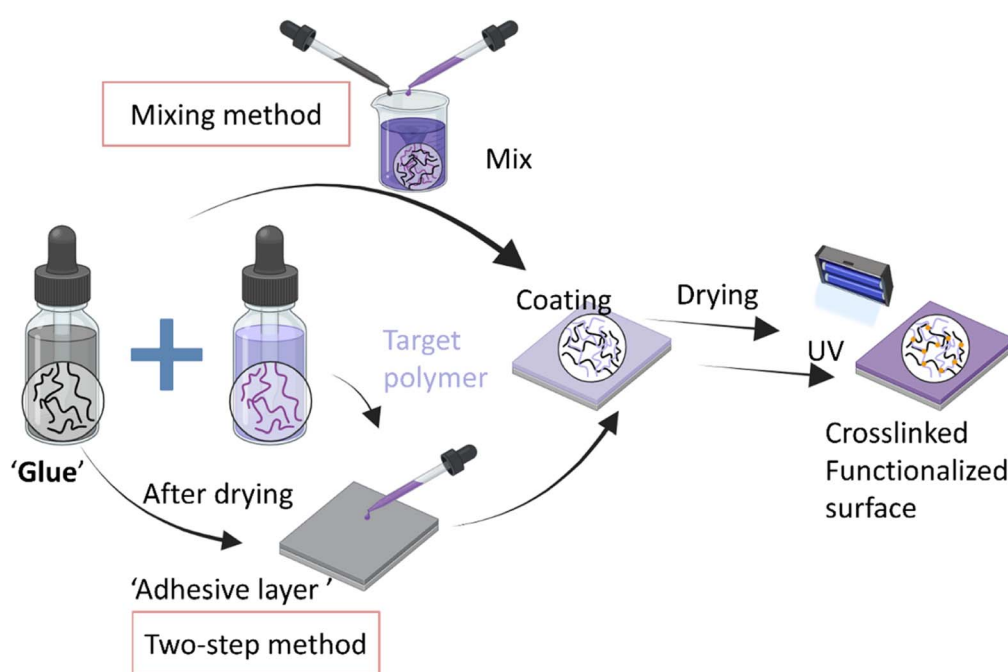 Mixing method
Mix
Target
polymer
Coating
Drying
UV
'Glue'
After drying
'Adhesive layer '
Two-step method
Crosslinked
Functionalized
surface